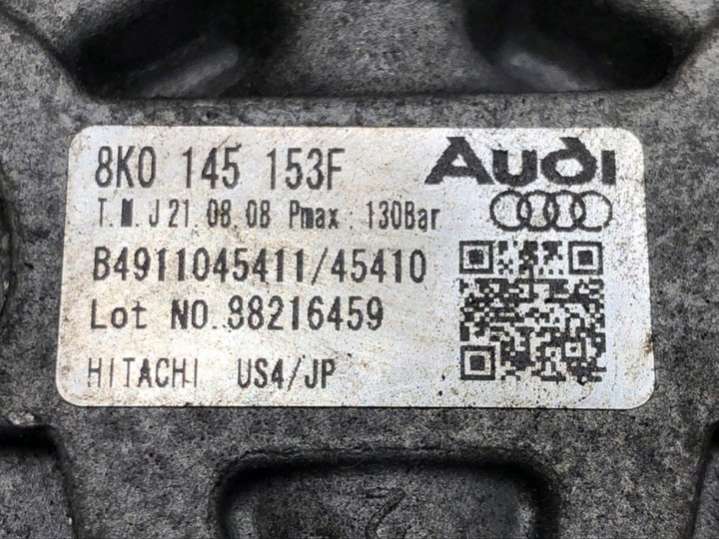 8K0 145 153F
Audi
T.M.J 21.08.08 Pmax: 130Bar
B4911045411/45410
Lot NO. 88216459
HITACHI US4/JP